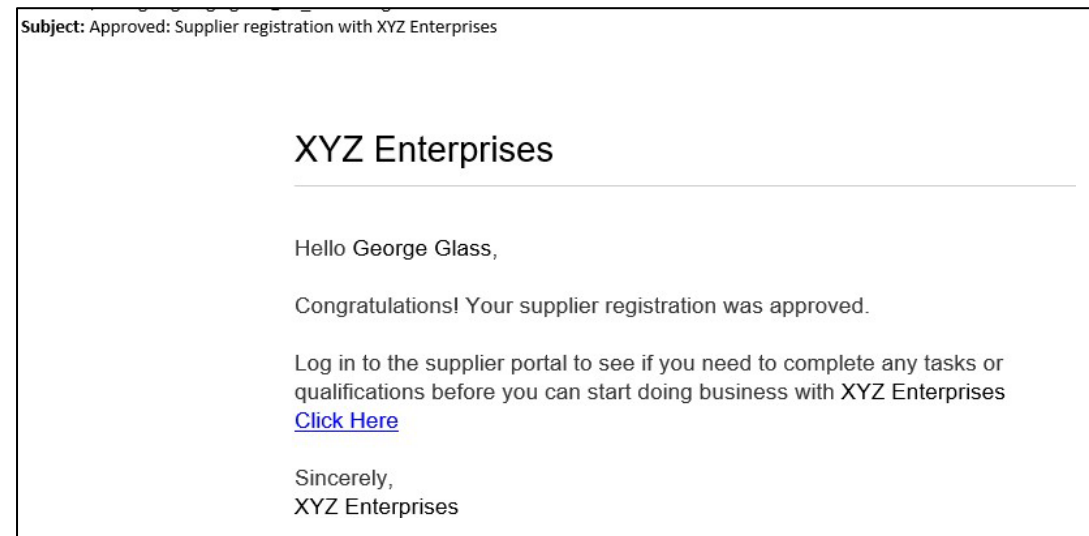 Subject: Approved: Supplier registration with XYZ Enterprises
XYZ Enterprises
Hello George Glass,
Congratulations! Your supplier registration was approved.
Log in to the supplier portal to see if you need to complete any tasks or
qualifications before you can start doing business with XYZ Enterprises
Click Here
Sincerely,
XYZ Enterprises